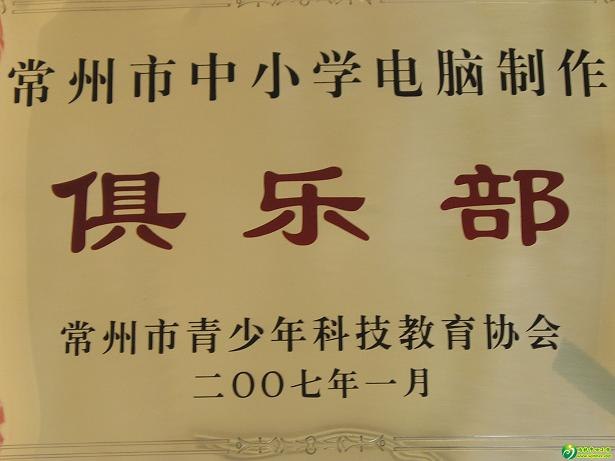 常州市中小学电脑制作
俱乐部
常州市青少年科技教育协会
二〇〇七年一月